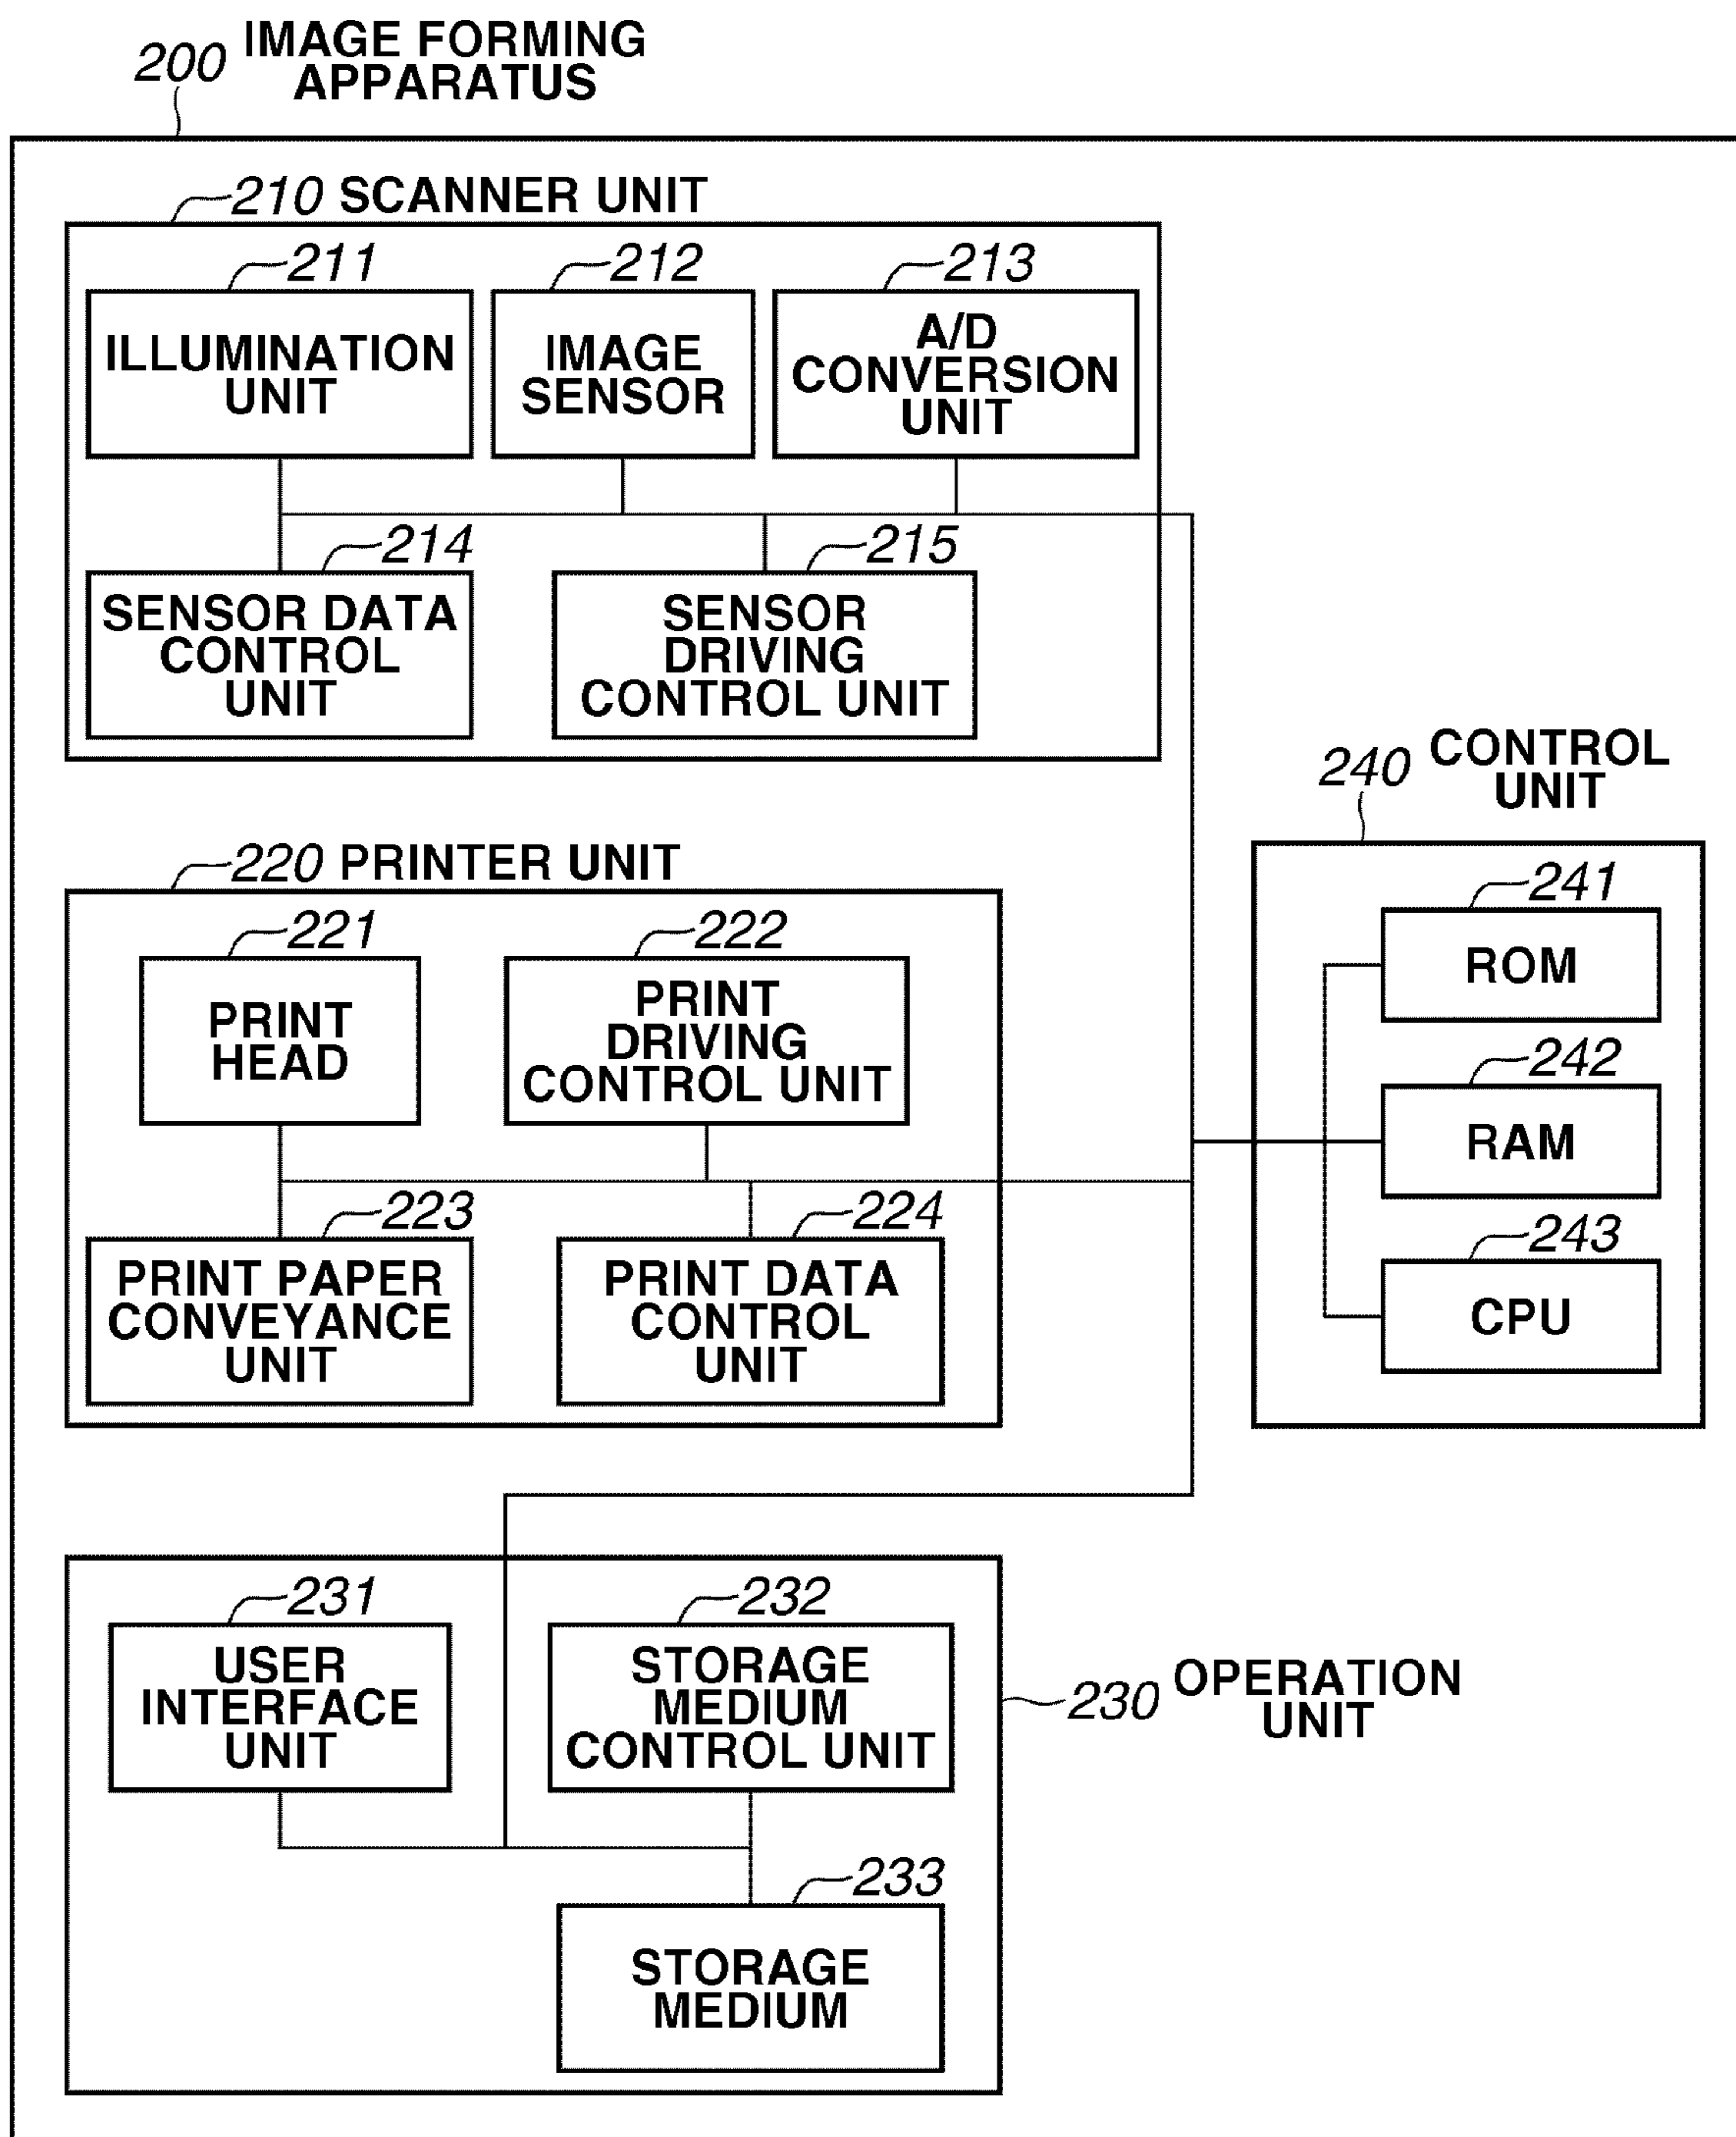 200 IMAGE FORMING
APPARATUS
210 SCANNER UNIT
211
ILLUMINATION
UNIT
212
IMAGE
SENSOR
213
A/D
CONVERSION
UNIT
214
SENSOR DATA
CONTROL
UNIT
215
SENSOR
DRIVING
CONTROL UNIT
220 PRINTER UNIT
221
PRINT
HEAD
222
PRINT
DRIVING
CONTROL UNIT
223
PRINT PAPER
CONVEYANCE
UNIT
224
PRINT DATA
CONTROL
UNIT
240 CONTROL
UNIT
241
ROM
242
RAM
243
CPU
231
USER
INTERFACE
UNIT
232
STORAGE
MEDIUM
CONTROL UNIT
233
STORAGE
MEDIUM
230 OPERATION
UNIT